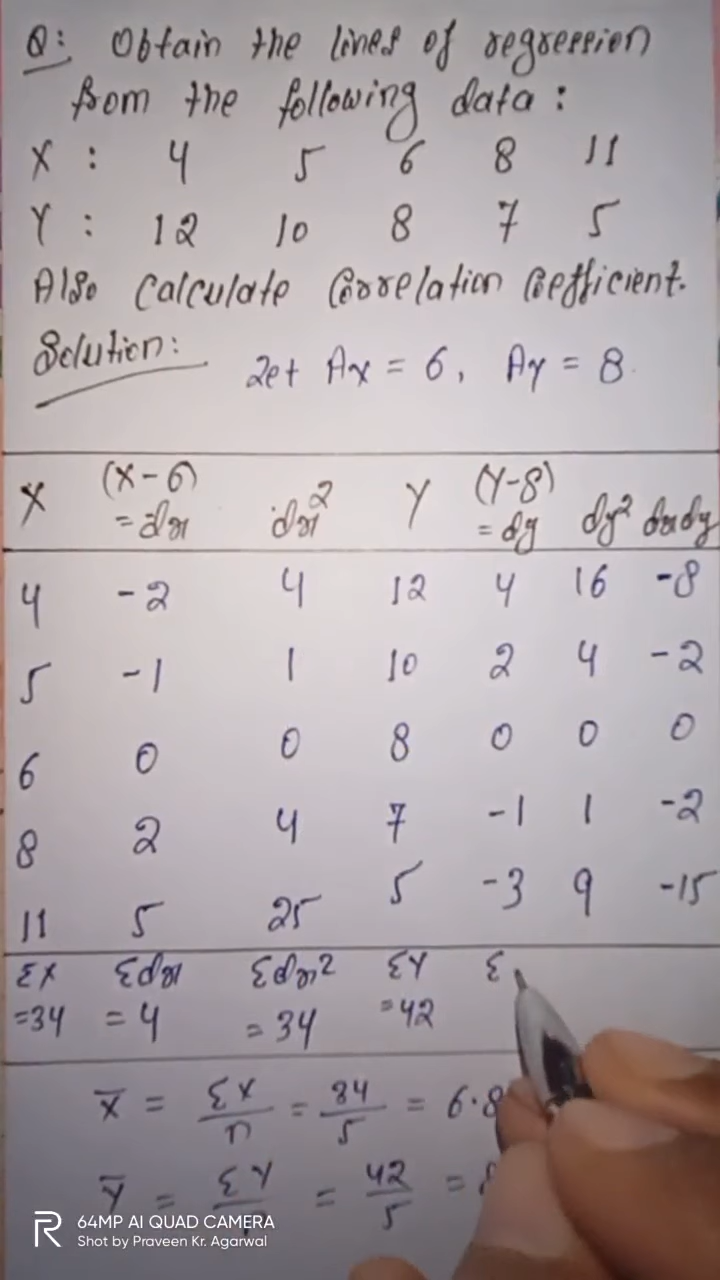 Q: Obtain the lines of regression
from the following data:
X : 4 5 6 8 11
Y : 12 10 8 7 5
Also Calculate Correlation Coefficient.
Solution: Let Ax = 6, Ay = 8.
X (X-6) = dx dx² Y (Y-8) = dy dy² dxdy
4 -2 4 12 4 16 -8
5 -1 1 10 2 4 -2
6 0 0 8 0 0 0
8 2 4 7 -1 1 -2
11 5 25 5 -3 9 -15
Σx Σdx Σdx² ΣY Σ
=34 = 4 = 34 =42
x̄ = Σx/n = 34/5 = 6.8
ȳ = ΣY/ = 42/5 =
64MP AI QUAD CAMERA
Shot by Praveen Kr. Agarwal